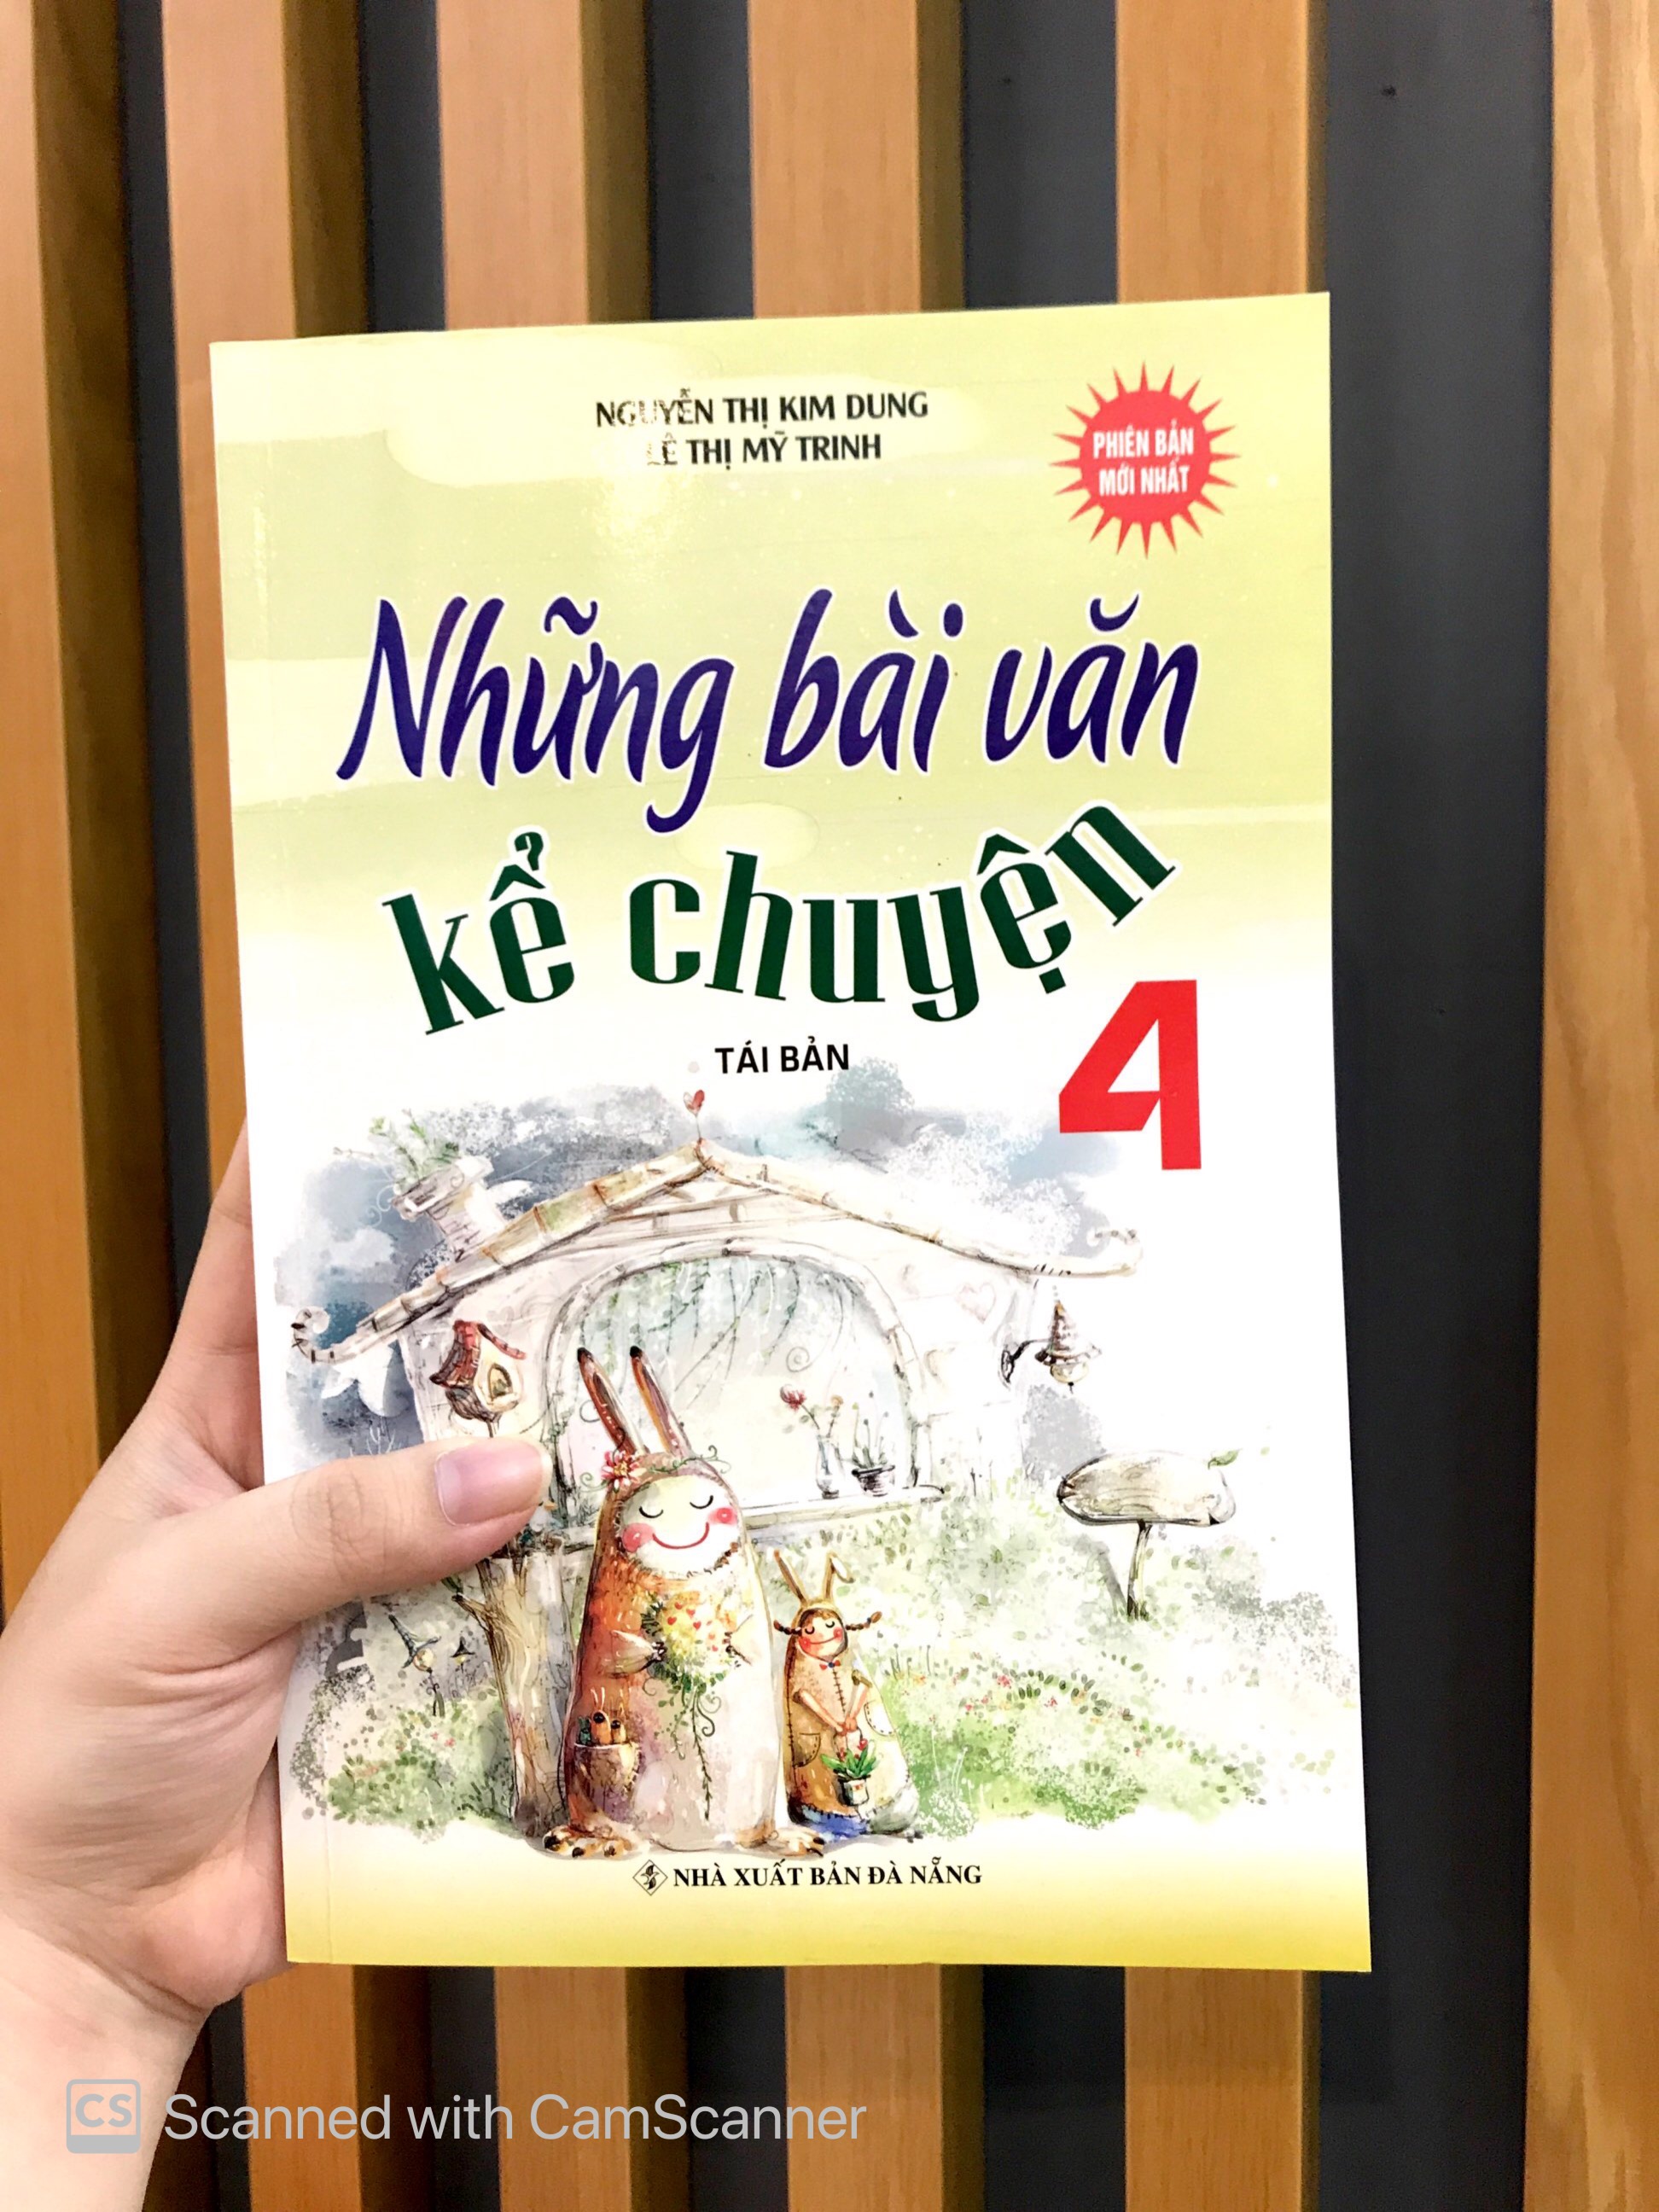 NGUYỄN THỊ KIM DUNG
LÊ THỊ MỸ TRINH
PHIÊN BẢN
MỚI NHẤT
Những bài văn
kể chuyện
4
TÁI BẢN
NHÀ XUẤT BẢN ĐÀ NẴNG
CS Scanned with CamScanner